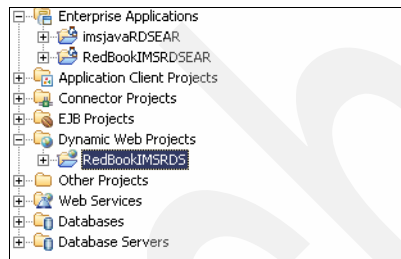 Enterprise Applications
imsjavaRDSEAR
RedBookIMSRDSEAR
Application Client Projects
Connector Projects
EJB Projects
Dynamic Web Projects
RedBookIMSRDS
Other Projects
Web Services
Databases
Database Servers